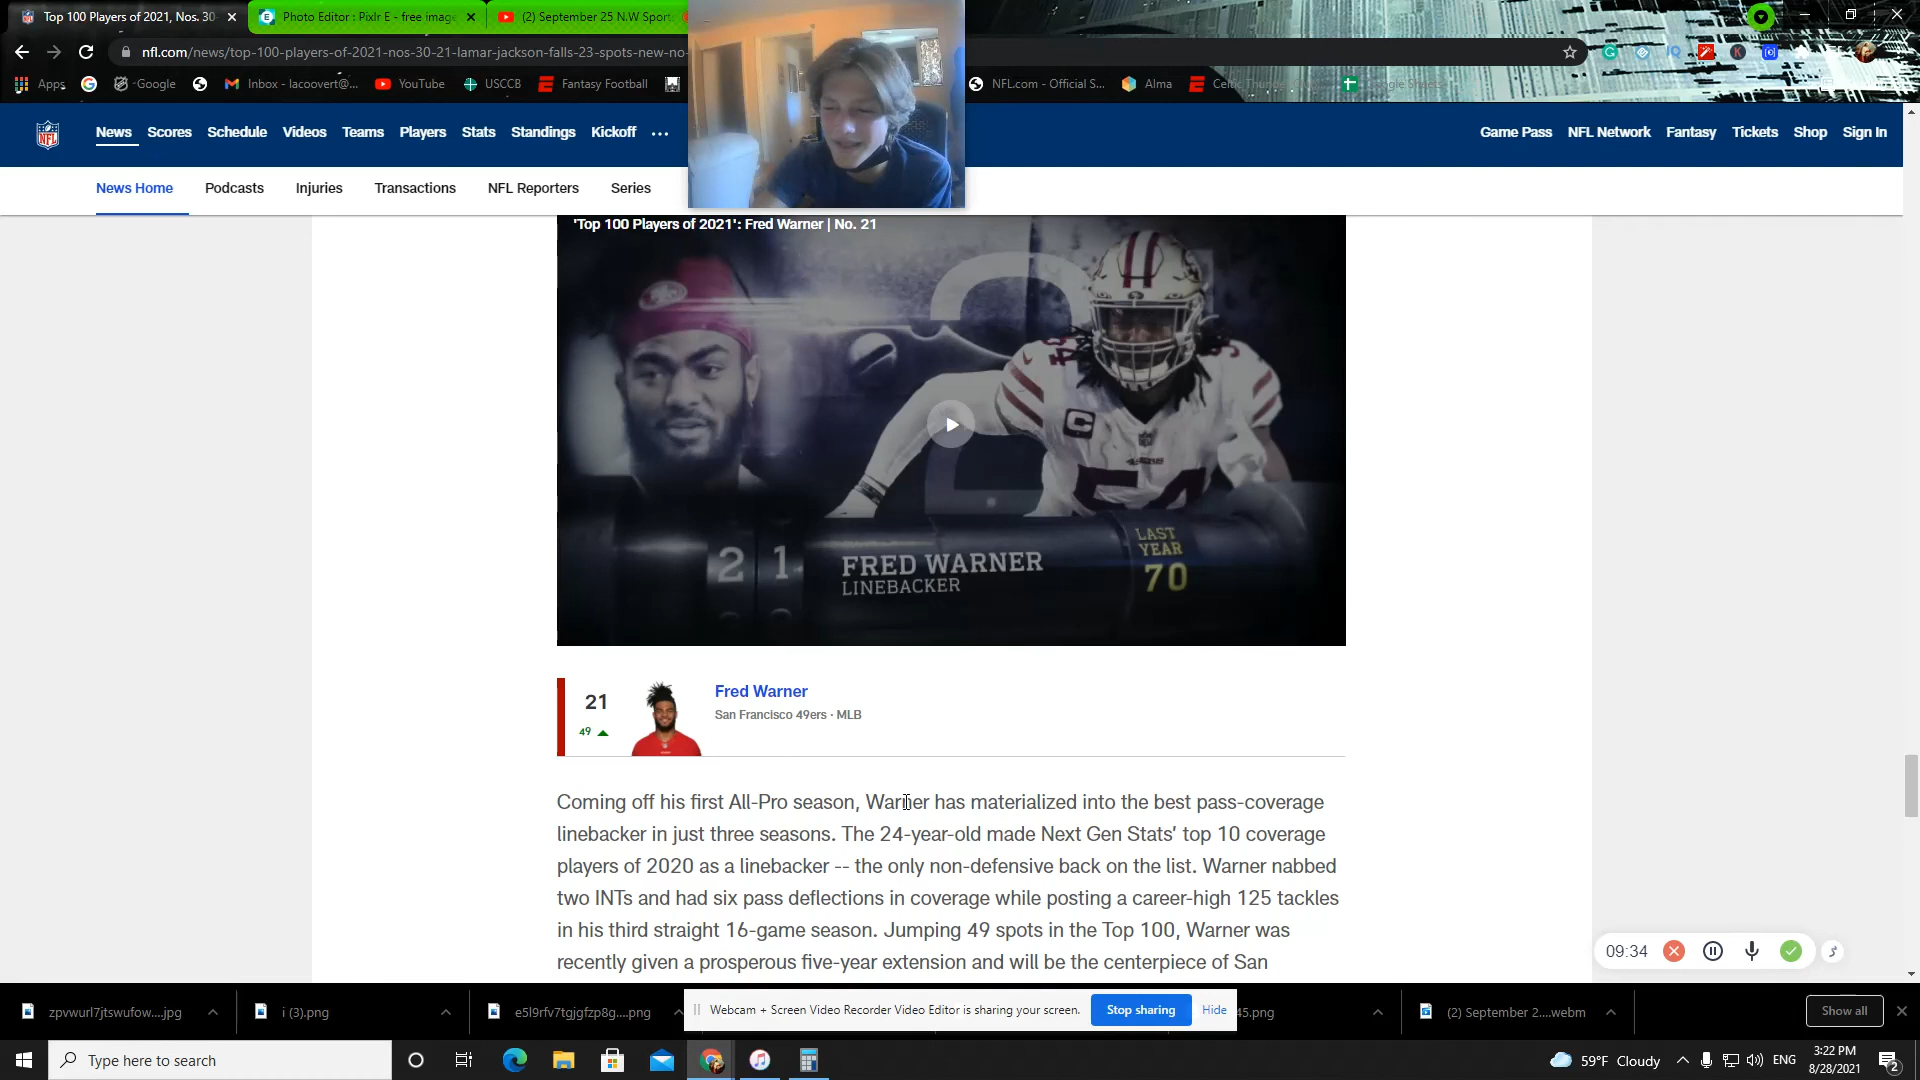 Top 100 Players of 2021, Nos. 30-
Photo Editor : Pixlr E - free image
(2) September 25 N.W Sports
nfl.com/news/top-100-players-of-2021-nos-30-21-lamar-jackson-falls-23-spots-new-no-
Apps
-Google
Inbox - lacoovert@...
YouTube
USCCB
Fantasy Football
NFL.com - Official S...
Alma
News
Scores
Schedule
Videos
Teams
Players
Stats
Standings
Kickoff
Game Pass
NFL Network
Fantasy
Tickets
Shop
Sign In
News Home
Podcasts
Injuries
Transactions
NFL Reporters
Series
'Top 100 Players of 2021': Fred Warner | No. 21
2 1
FRED WARNER
LINEBACKER
LAST
YEAR
70
21
49
Fred Warner
San Francisco 49ers · MLB
Coming off his first All-Pro season, Warner has materialized into the best pass-coverage
linebacker in just three seasons. The 24-year-old made Next Gen Stats’ top 10 coverage
players of 2020 as a linebacker -- the only non-defensive back on the list. Warner nabbed
two INTs and had six pass deflections in coverage while posting a career-high 125 tackles
in his third straight 16-game season. Jumping 49 spots in the Top 100, Warner was
recently given a prosperous five-year extension and will be the centerpiece of San
09:34
zpvwurl7jtswufow....jpg
i (3).png
e5l9rfv7tgjgfzp8g....png
Webcam + Screen Video Recorder Video Editor is sharing your screen.
Stop sharing
Hide
45.png
(2) September 2....webm
Show all
Type here to search
59°F Cloudy
ENG
3:22 PM
8/28/2021
2